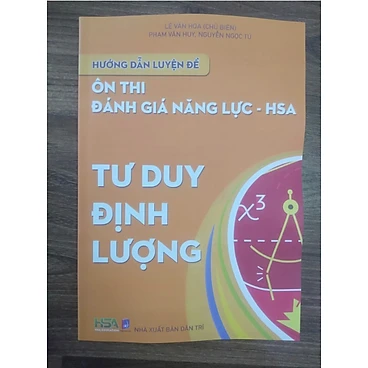 LÊ VĂN HÒA (CHỦ BIÊN)
PHẠM VĂN HUY, NGUYỄN NGỌC TÚ
HƯỚNG DẪN LUYỆN ĐỀ
ÔN THI
ĐÁNH GIÁ NĂNG LỰC - HSA
TƯ DUY
ĐỊNH
LƯỢNG
x³
HSA
NHÀ XUẤT BẢN DÂN TRÍ